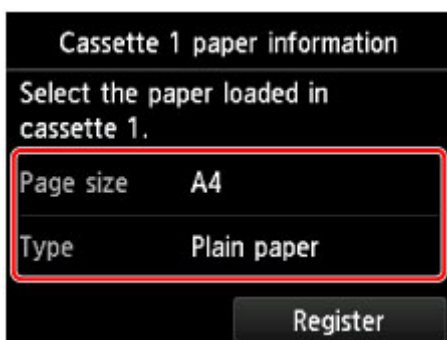 Cassette 1 paper information
Select the paper loaded in
cassette 1.
Page size A4
Type Plain paper
Register